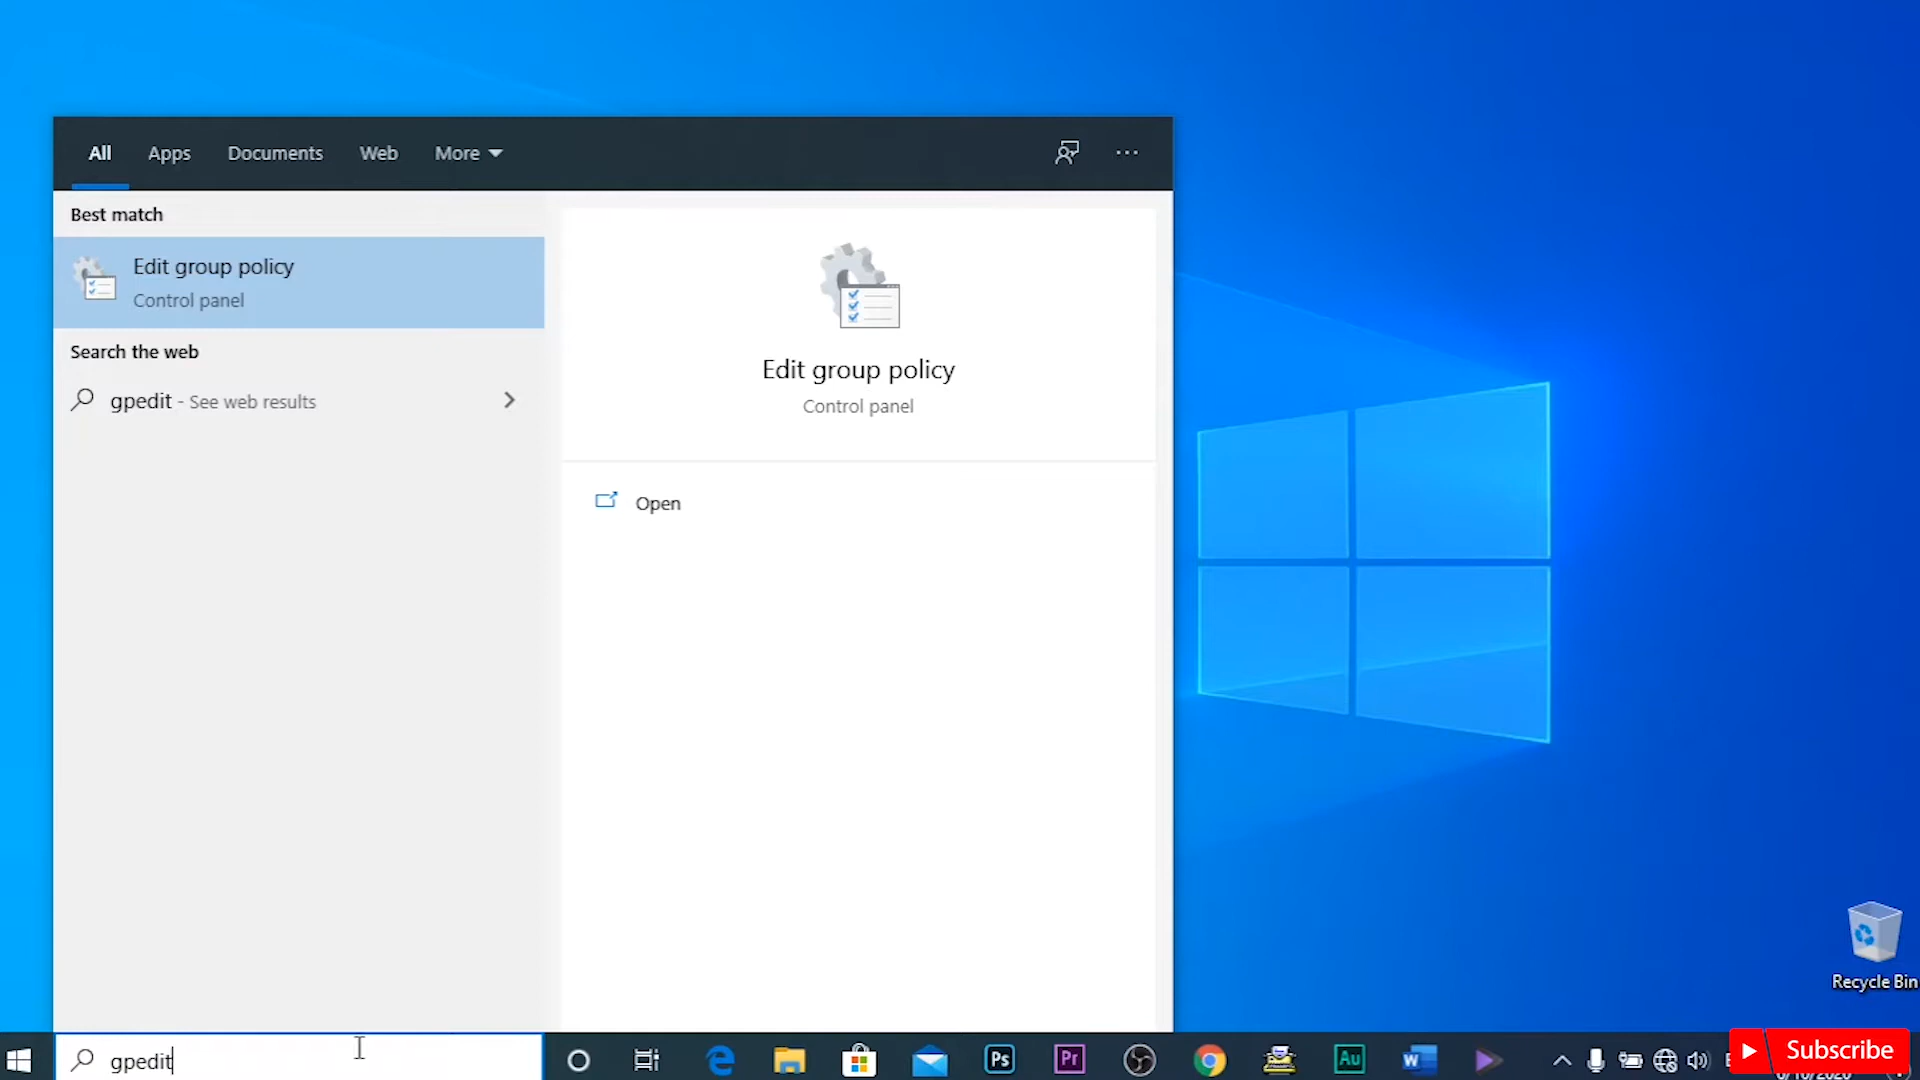 All
Apps
Documents
Web
More
Best match
Edit group policy
Control panel
Search the web
gpedit - See web results
Edit group policy
Control panel
Open
Recycle Bin
gpedit
Ps
Pr
Au
W
Subscribe